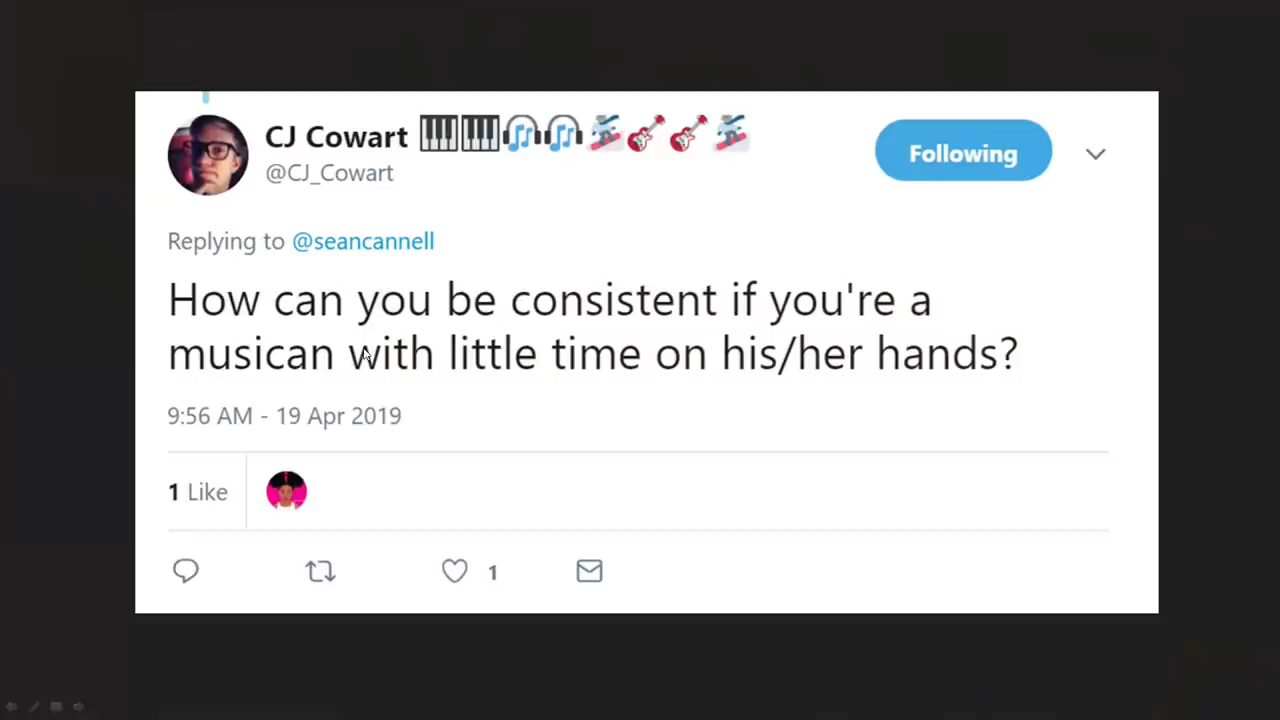 CJ Cowart 🎹🎹🎧🎧🏂🎸🎸🏂
Following
@CJ_Cowart
Replying to @seancannell
How can you be consistent if you're a
musican with little time on his/her hands?
9:56 AM - 19 Apr 2019
1 Like
1